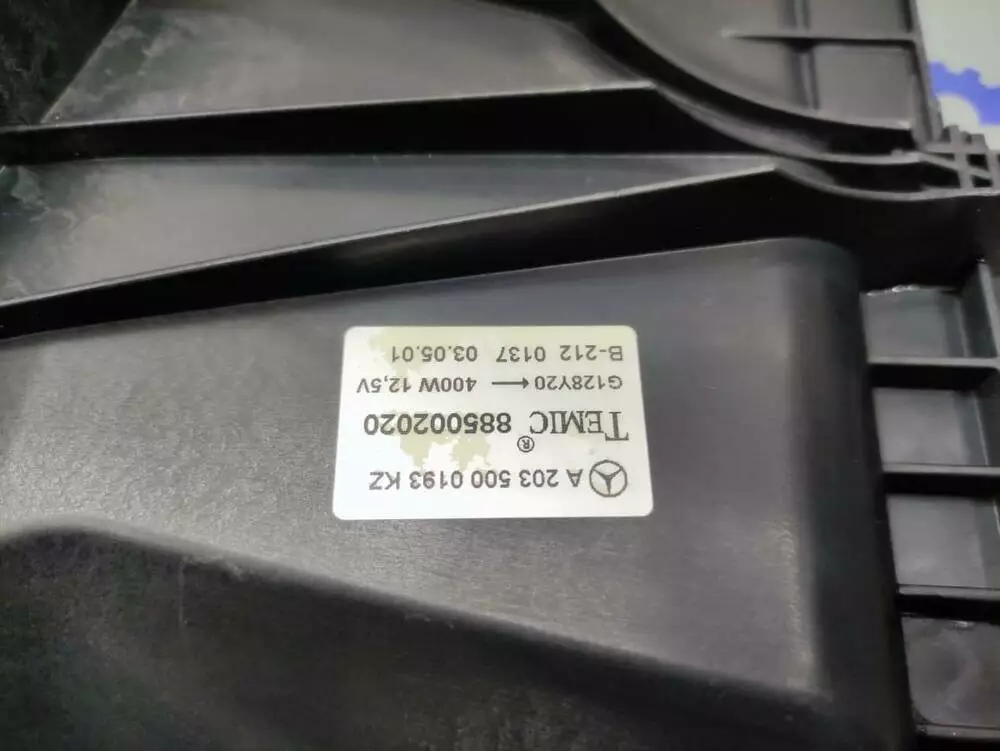 A 203 500 0193 KZ
TEMIC® 885002020
G128Y20 ← 400W 12,5V
B-212 0137 03.05.01